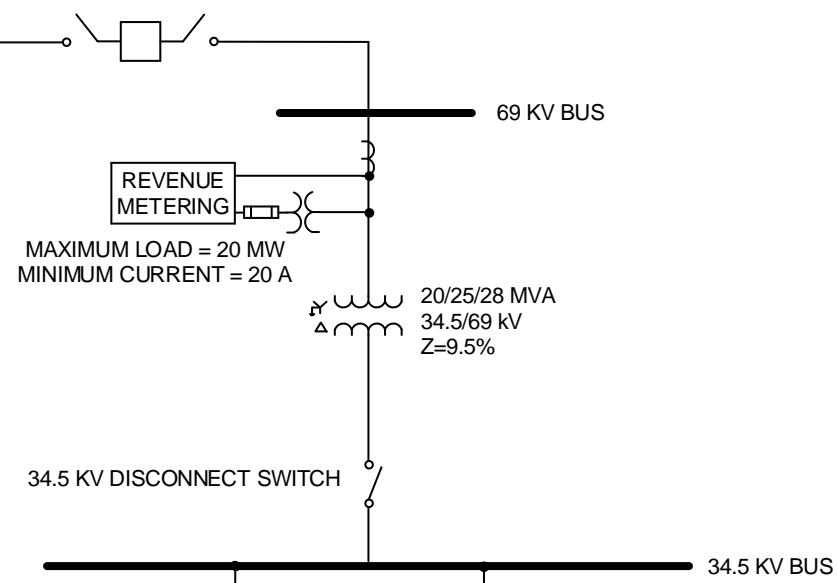 69 KV BUS
REVENUE
METERING
MAXIMUM LOAD = 20 MW
MINIMUM CURRENT = 20 A
20/25/28 MVA
34.5/69 kV
Z=9.5%
34.5 KV DISCONNECT SWITCH
34.5 KV BUS